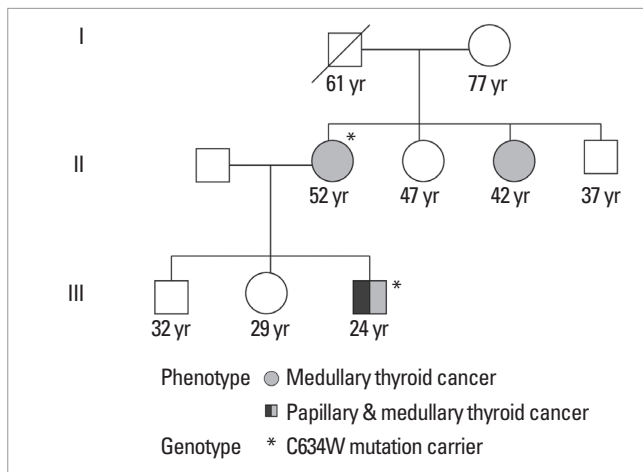 I
61 yr 77 yr
*
II
52 yr 47 yr 42 yr 37 yr
*
III
32 yr 29 yr 24 yr
Phenotype Medullary thyroid cancer
Papillary & medullary thyroid cancer
Genotype * C634W mutation carrier